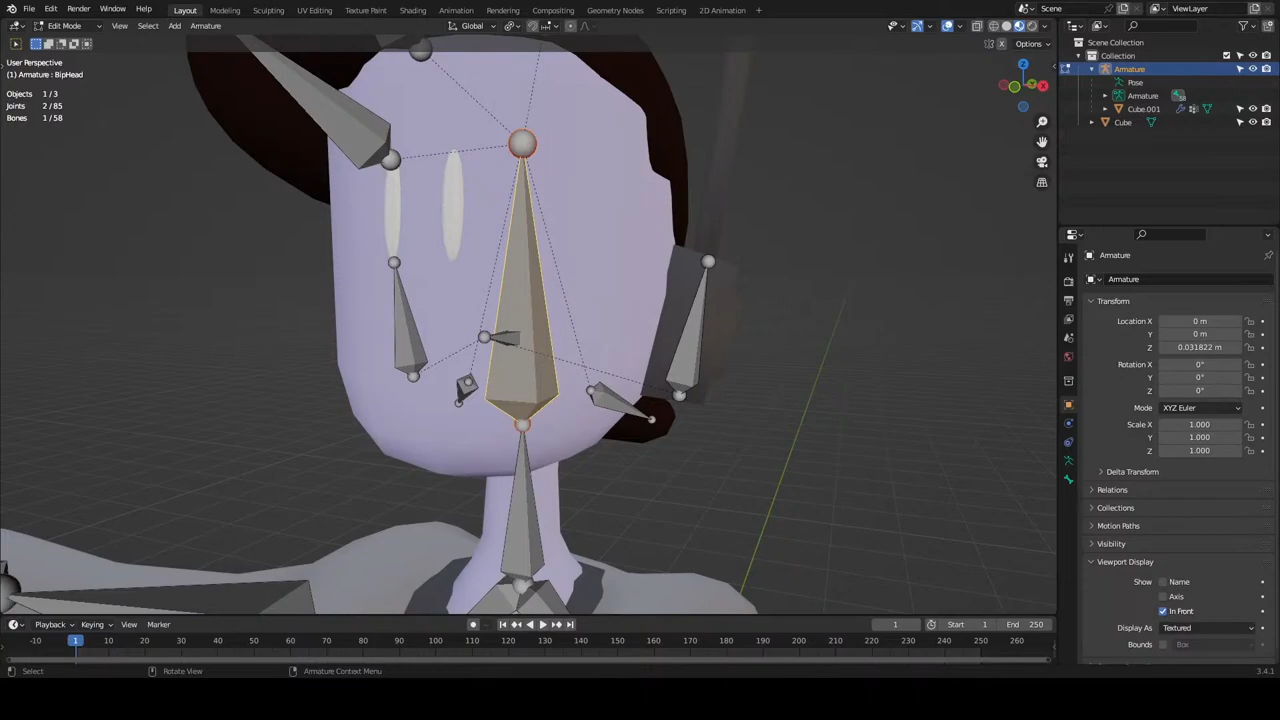 File Edit Render Window Help Layout Modeling Sculpting UV Editing Texture Paint Shading Animation Rendering Compositing Geometry Nodes Scripting 2D Animation + Scene ViewLayer
Edit Mode View Select Add Armature Global
X Options
User Perspective
(1) Armature : BipHead
Objects 1/3
Joints 2/85
Bones 1/58
Scene Collection
Collection
Armature
Pose
Armature 58
Cube.001
Cube
Armature
Armature
Transform
Location X 0 m
Y 0 m
Z 0.031822 m
Rotation X 0°
Y 0°
Z 0°
Mode XYZ Euler
Scale X 1.000
Y 1.000
Z 1.000
Delta Transform
Relations
Collections
Motion Paths
Visibility
Viewport Display
Show Name
Axis
In Front
Display As Textured
Bounds Box
Playback Keying View Marker 1 Start 1 End 250
-10 1 10 20 30 40 50 60 70 80 90 100 110 120 130 140 150 160 170 180 190 200 210 220 230 240 250 260
Select Rotate View Armature Context Menu 3.4.1